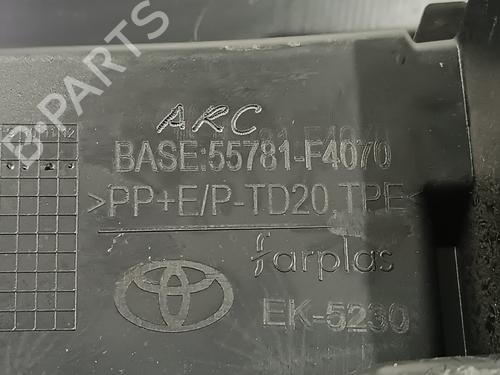 ARC
BASE:55781-F4070
>PP+E/P-TD20,TPE<
farplas
EK-5230
B-PARTS